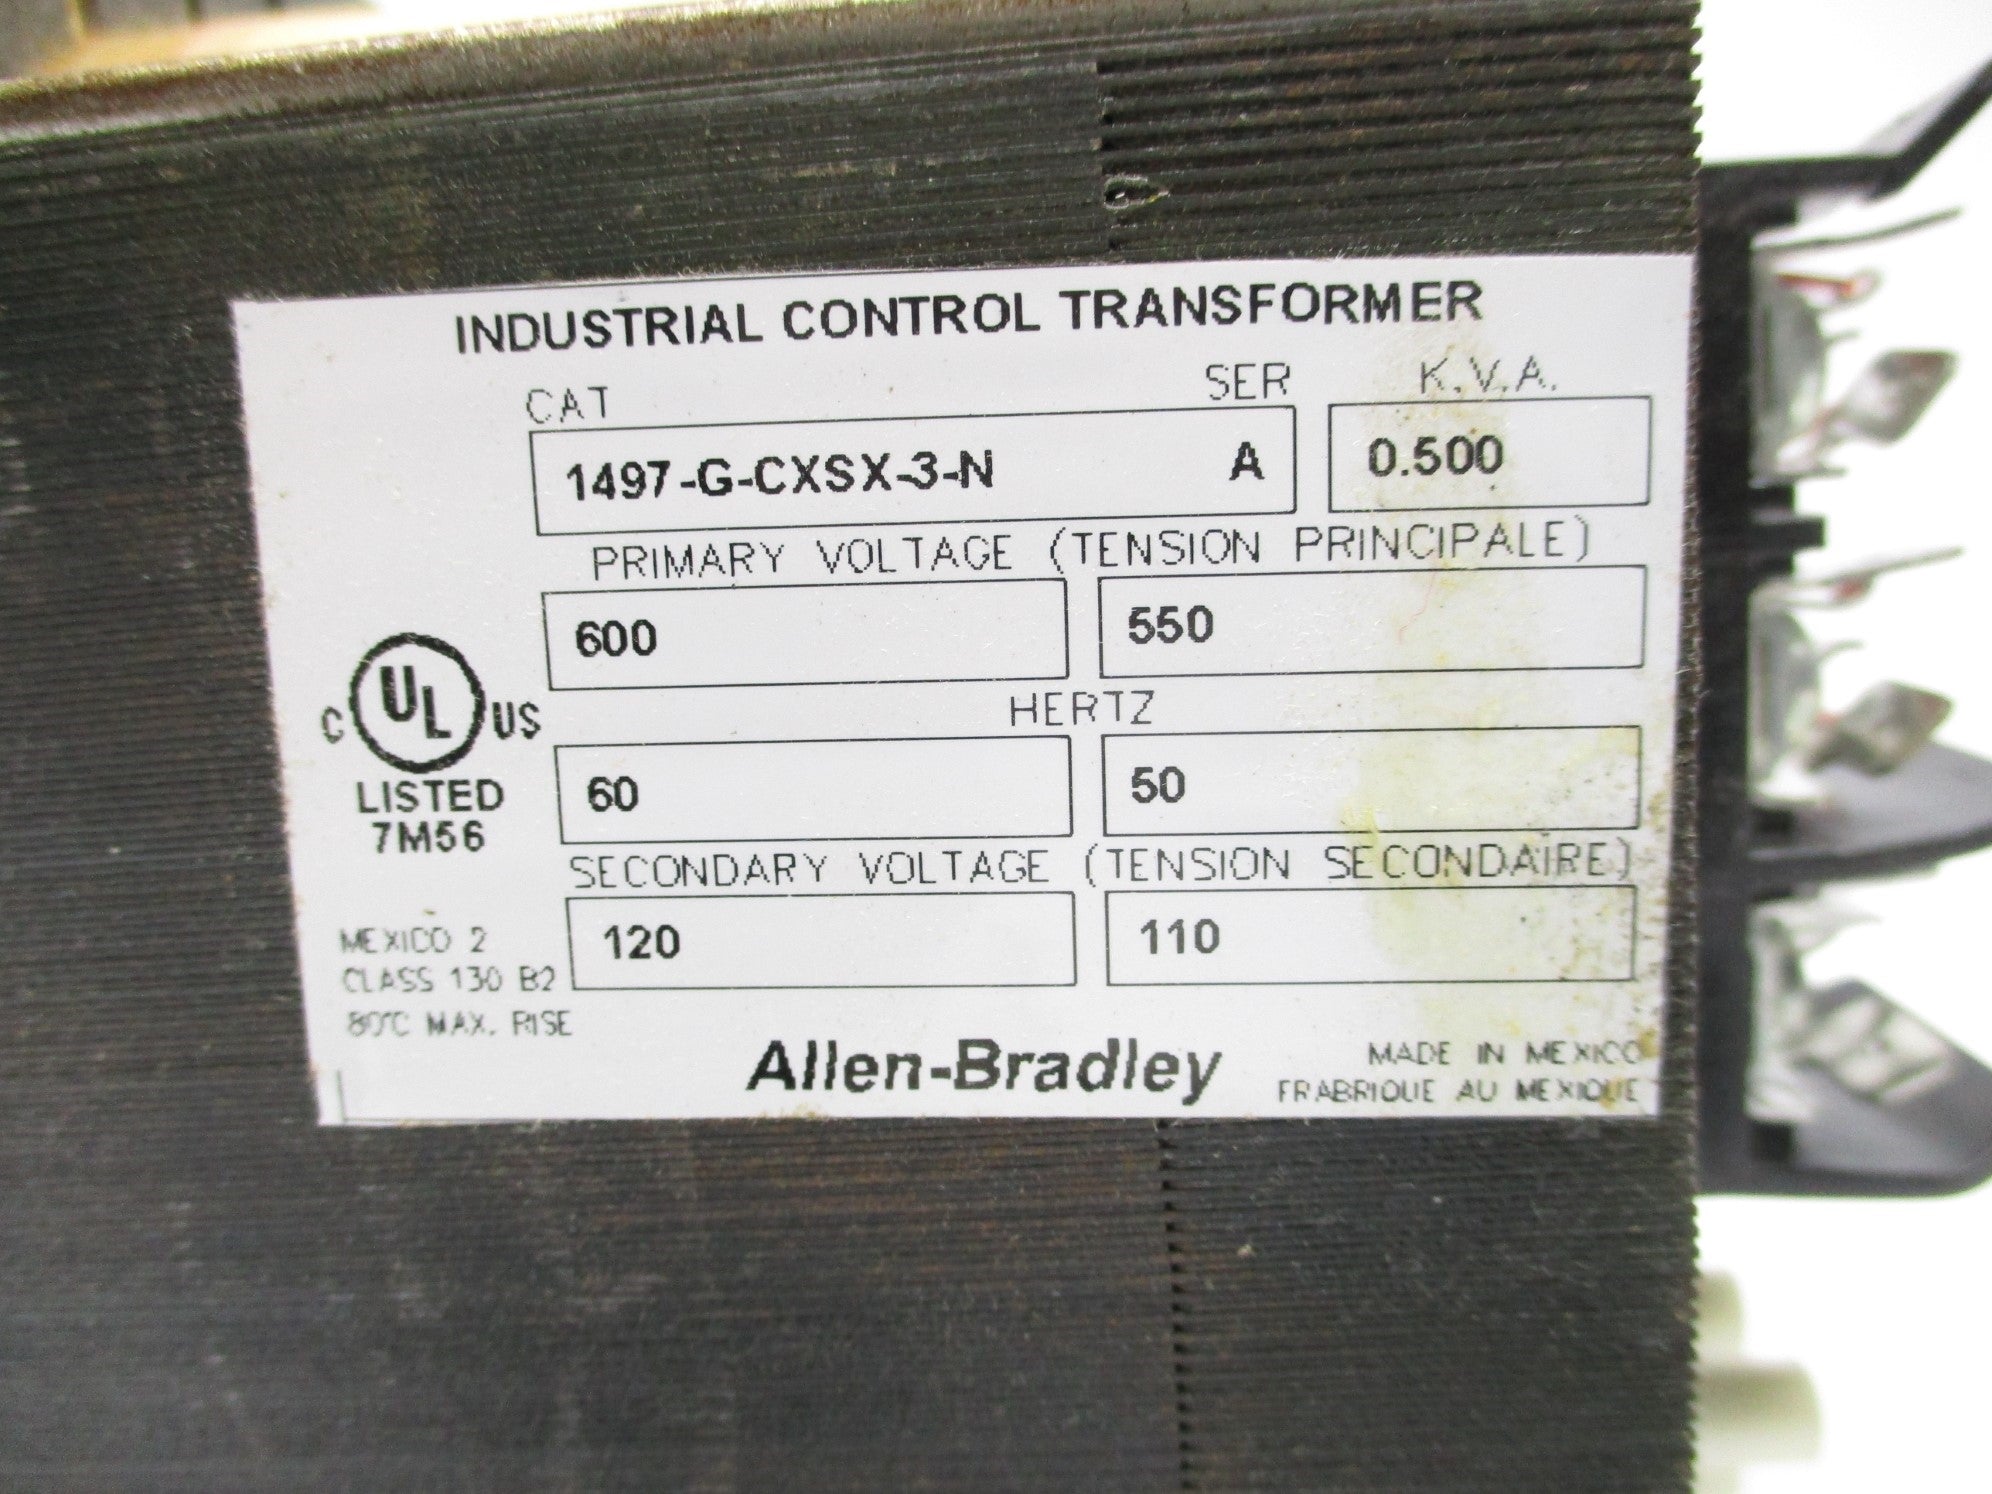 INDUSTRIAL CONTROL TRANSFORMER
CAT SER K.V.A.
1497-G-CXSX-3-N A 0.500
PRIMARY VOLTAGE (TENSION PRINCIPALE)
600 550
HERTZ
60 50
C UL US
LISTED
7M56
SECONDARY VOLTAGE (TENSION SECONDAIRE)
120 110
MEXICO 2
CLASS 130 B2
80°C MAX. RISE
Allen-Bradley
MADE IN MEXICO
FRABRIQUE AU MEXIQUE